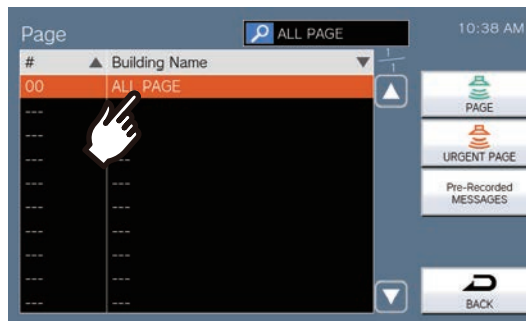 Page
ALL PAGE
10:38 AM
# ▲ Building Name ▼
1/1
00 ALL PAGE
--- 
--- ---
--- ---
--- ---
--- ---
--- ---
--- ---
--- ---
PAGE
URGENT PAGE
Pre-Recorded
MESSAGES
BACK